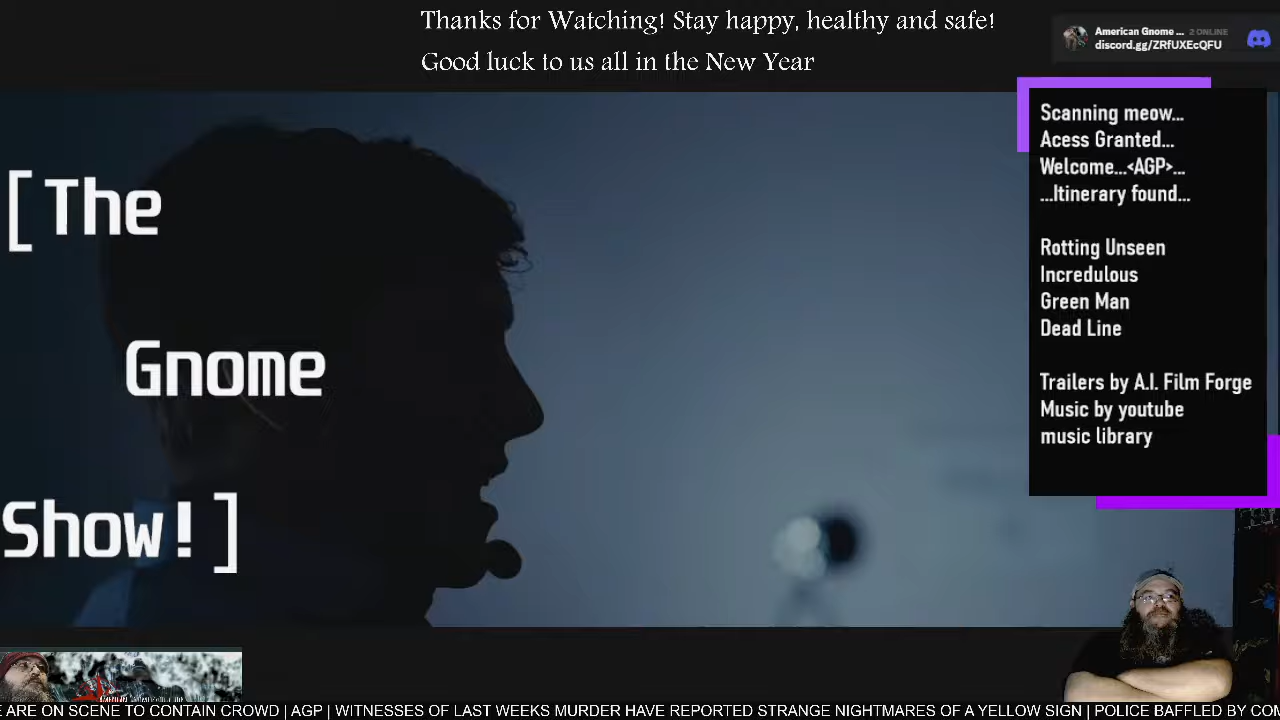 Thanks for Watching! Stay happy, healthy and safe!
Good luck to us all in the New Year
American Gnome ... 2 ONLINE
discord.gg/ZRfUXEcQFU
Scanning meow...
Acess Granted...
Welcome...<AGP>...
...Itinerary found...
Rotting Unseen
Incredulous
Green Man
Dead Line
Trailers by A.I. Film Forge
Music by youtube
music library
[The
Gnome
Show!]
E ARE ON SCENE TO CONTAIN CROWD | AGP | WITNESSES OF LAST WEEKS MURDER HAVE REPORTED STRANGE NIGHTMARES OF A YELLOW SIGN | POLICE BAFFLED BY COM